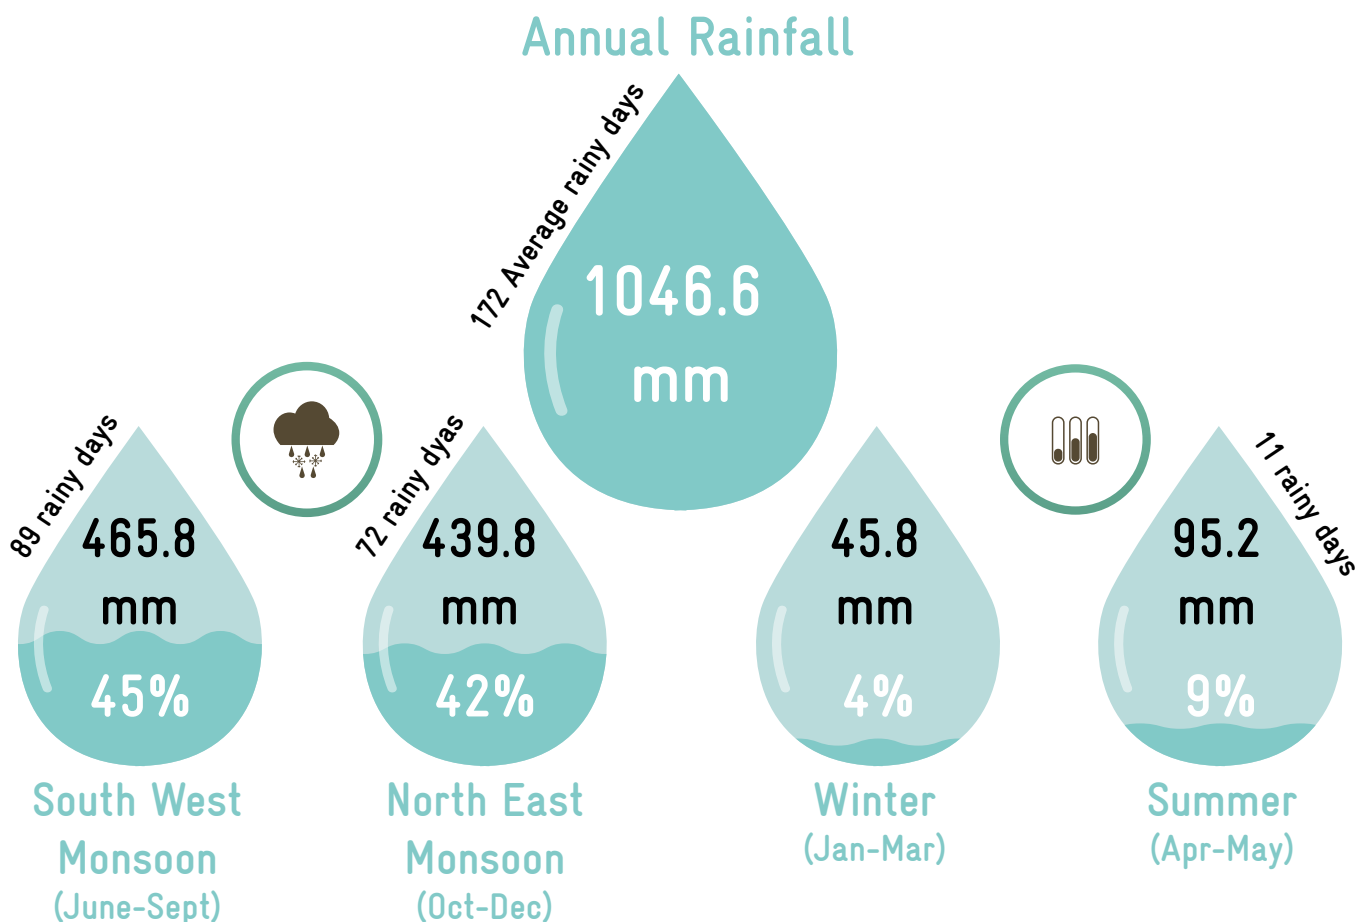 Annual Rainfall
172 Average rainy days
1046.6
mm
89 rainy days
465.8
mm
45%
South West
Monsoon
(June-Sept)
72 rainy dyas
439.8
mm
42%
North East
Monsoon
(Oct-Dec)
45.8
mm
4%
Winter
(Jan-Mar)
11 rainy days
95.2
mm
9%
Summer
(Apr-May)